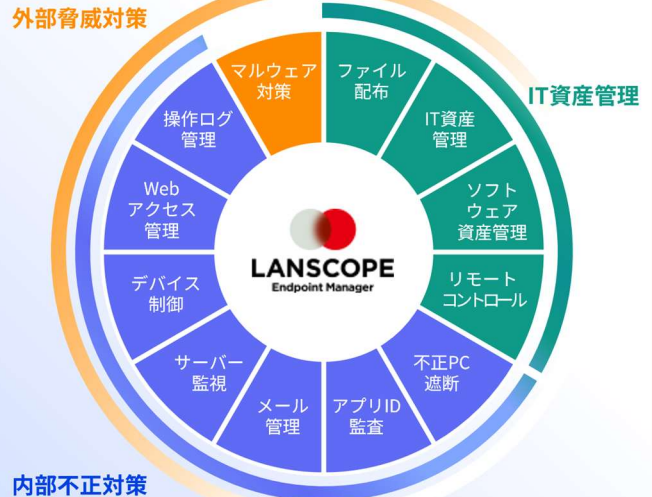 外部脅威対策
IT資産管理
マルウェア
対策
ファイル
配布
IT資産
管理
ソフト
ウェア
資産管理
リモート
コントロール
不正PC
遮断
アプリID
監査
メール
管理
サーバー
監視
デバイス
制御
Web
アクセス
管理
操作ログ
管理
LANSCOPE
Endpoint Manager
内部不正対策